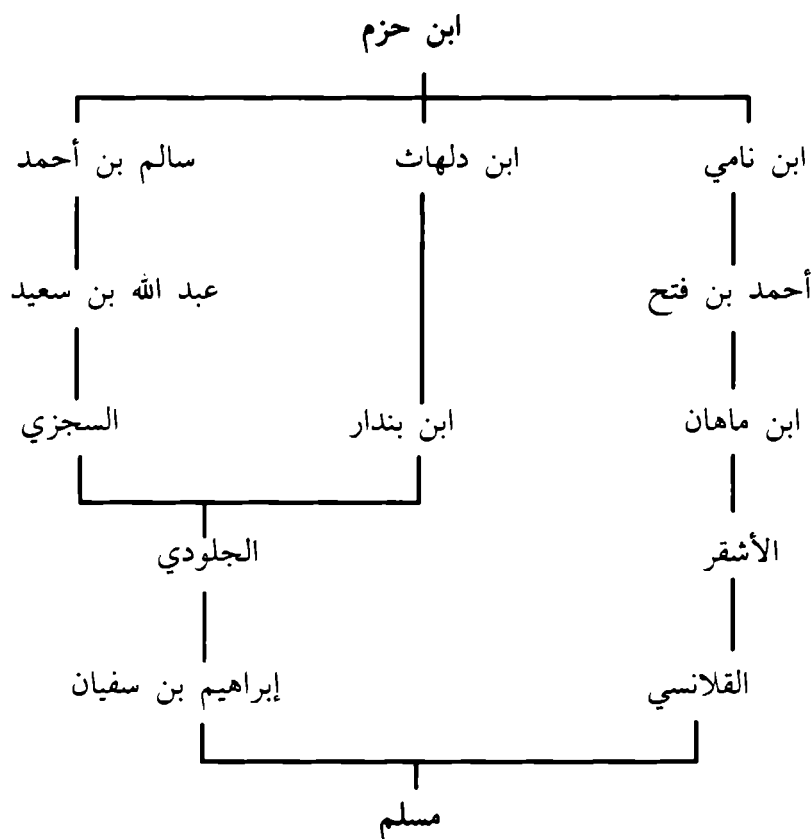 ابن حزم
ابن نامي ابن دلهاث سالم بن أحمد
أحمد بن فتح عبد الله بن سعيد
ابن ماهان ابن بندار السجزي
الأشقر الجلودي
القلانسي إبراهيم بن سفيان
مسلم